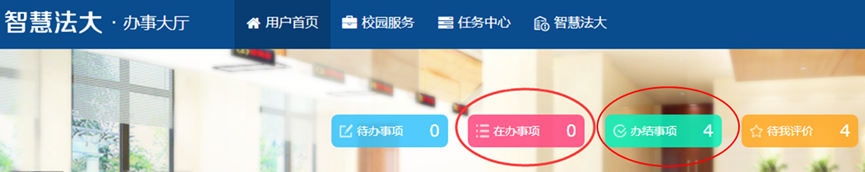 智慧法大·办事大厅 用户首页 校园服务 任务中心 智慧法大
待办事项 0 在办事项 0 办结事项 4 待我评价 4